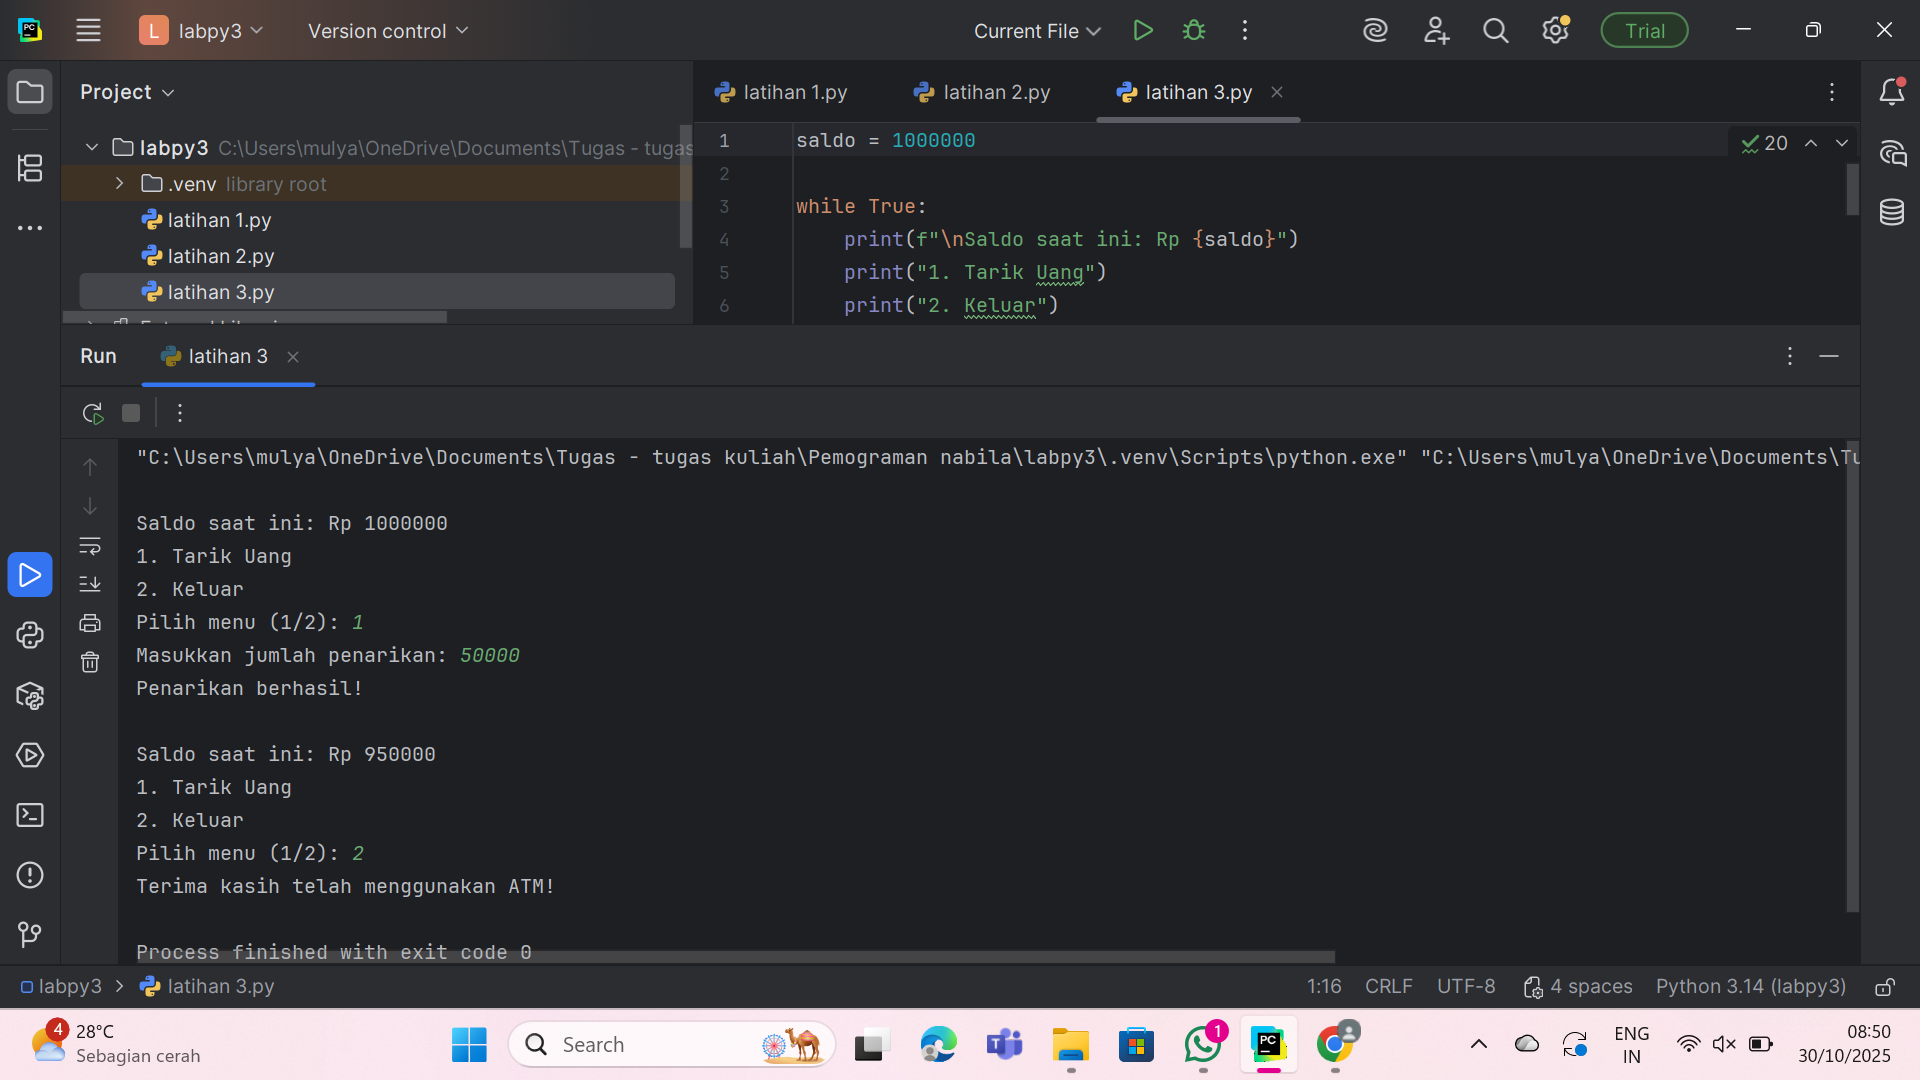 PC
L labpy3 Version control Current File Trial
Project
latihan 1.py latihan 2.py latihan 3.py
labpy3 C:\Users\mulya\OneDrive\Documents\Tugas - tugas
.venv library root
latihan 1.py
latihan 2.py
latihan 3.py
1 saldo = 1000000
20
2
3 while True:
4 print(f"\nSaldo saat ini: Rp {saldo}")
5 print("1. Tarik Uang")
6 print("2. Keluar")
Run latihan 3
"C:\Users\mulya\OneDrive\Documents\Tugas - tugas kuliah\Pemograman nabila\labpy3\.venv\Scripts\python.exe" "C:\Users\mulya\OneDrive\Documents\Tu
Saldo saat ini: Rp 1000000
1. Tarik Uang
2. Keluar
Pilih menu (1/2): 1
Masukkan jumlah penarikan: 50000
Penarikan berhasil!
Saldo saat ini: Rp 950000
1. Tarik Uang
2. Keluar
Pilih menu (1/2): 2
Terima kasih telah menggunakan ATM!
Process finished with exit code 0
labpy3 latihan 3.py 1:16 CRLF UTF-8 4 spaces Python 3.14 (labpy3)
4 28°C
Sebagian cerah
Search
T
1
PC
ENG
IN
08:50
30/10/2025